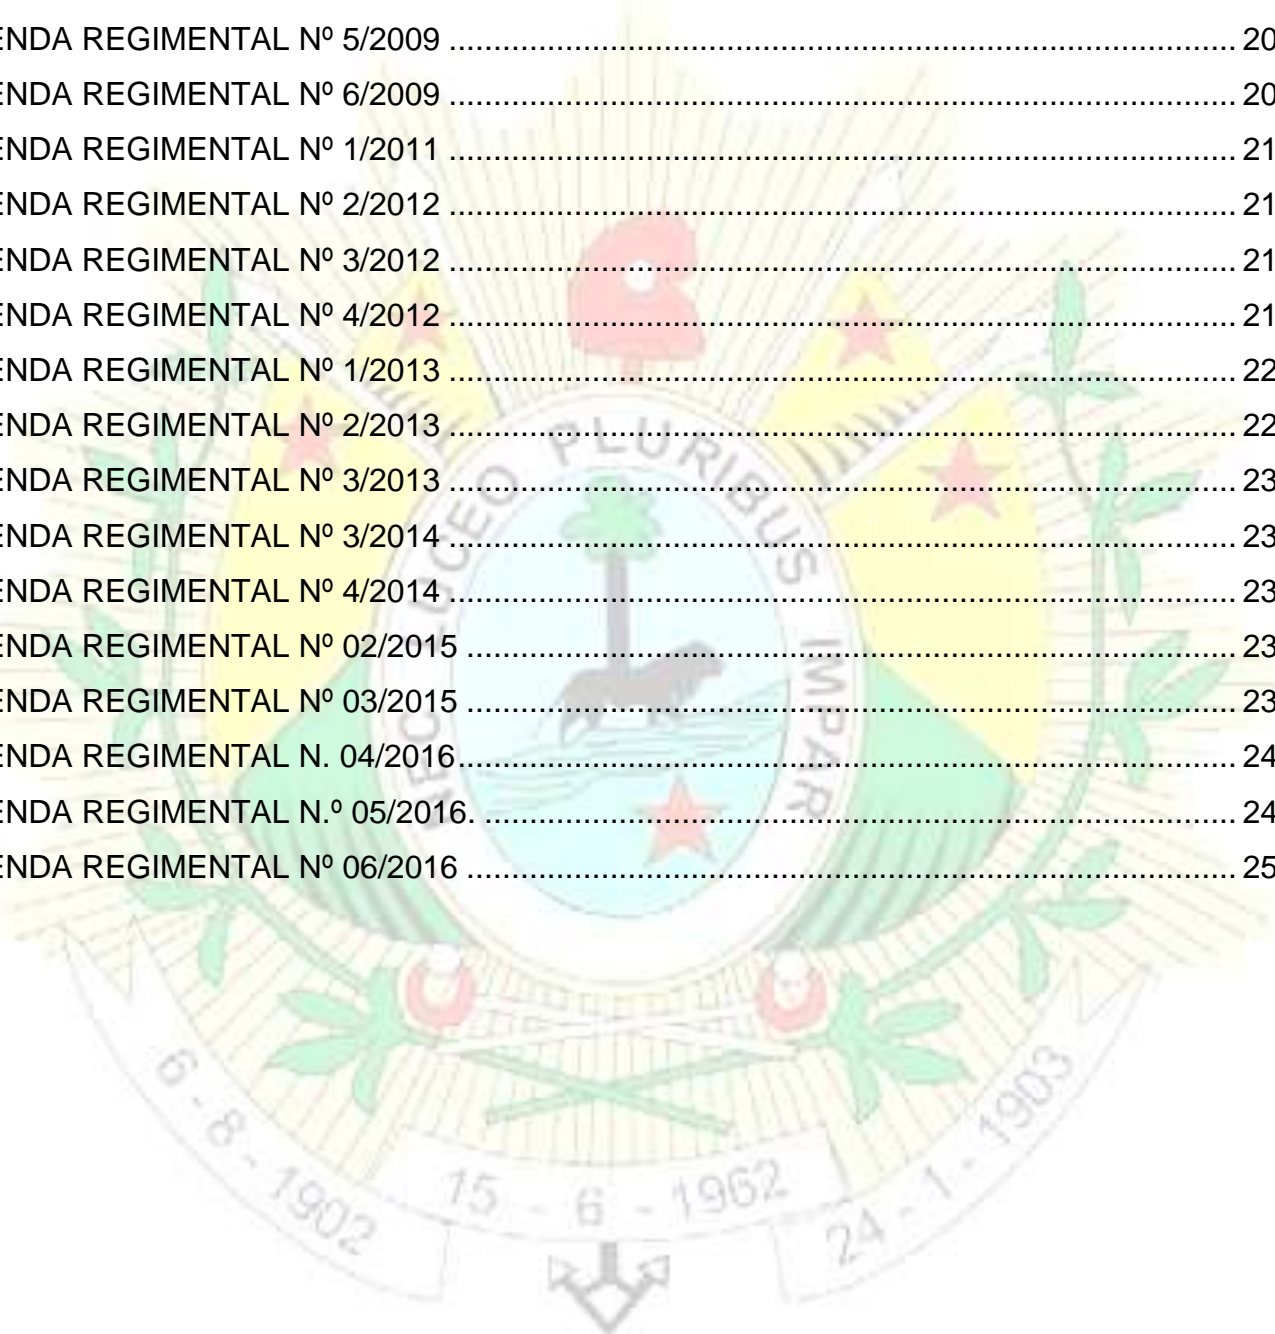 ENDA REGIMENTAL Nº 5/2009 ........................................................................................ 20
ENDA REGIMENTAL Nº 6/2009 ........................................................................................ 20
ENDA REGIMENTAL Nº 1/2011 ........................................................................................ 21
ENDA REGIMENTAL Nº 2/2012 ........................................................................................ 21
ENDA REGIMENTAL Nº 3/2012 ........................................................................................ 21
ENDA REGIMENTAL Nº 4/2012 ........................................................................................ 21
ENDA REGIMENTAL Nº 1/2013 ........................................................................................ 22
ENDA REGIMENTAL Nº 2/2013 ........................................................................................ 22
ENDA REGIMENTAL Nº 3/2013 ........................................................................................ 23
ENDA REGIMENTAL Nº 3/2014 ........................................................................................ 23
ENDA REGIMENTAL Nº 4/2014 ........................................................................................ 23
ENDA REGIMENTAL Nº 02/2015 ...................................................................................... 23
ENDA REGIMENTAL Nº 03/2015 ...................................................................................... 23
ENDA REGIMENTAL N. 04/2016....................................................................................... 24
ENDA REGIMENTAL N.º 05/2016. .................................................................................... 24
ENDA REGIMENTAL Nº 06/2016 ...................................................................................... 25
NEC LUCEO PLURIBUS IMPAR
6 - 8 - 1902
15 - 6 - 1962
24 - 1 - 1903